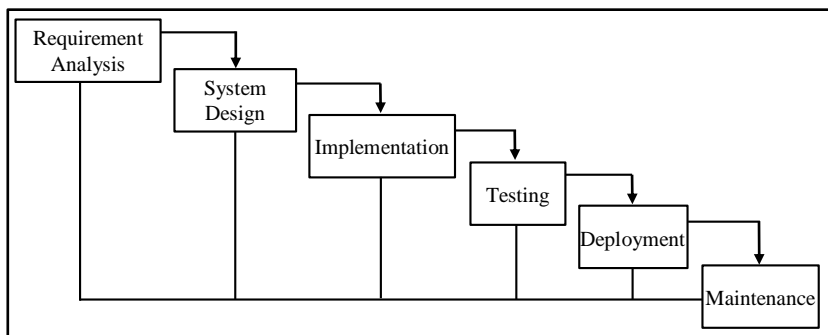 Requirement
Analysis
System
Design
Implementation
Testing
Deployment
Maintenance